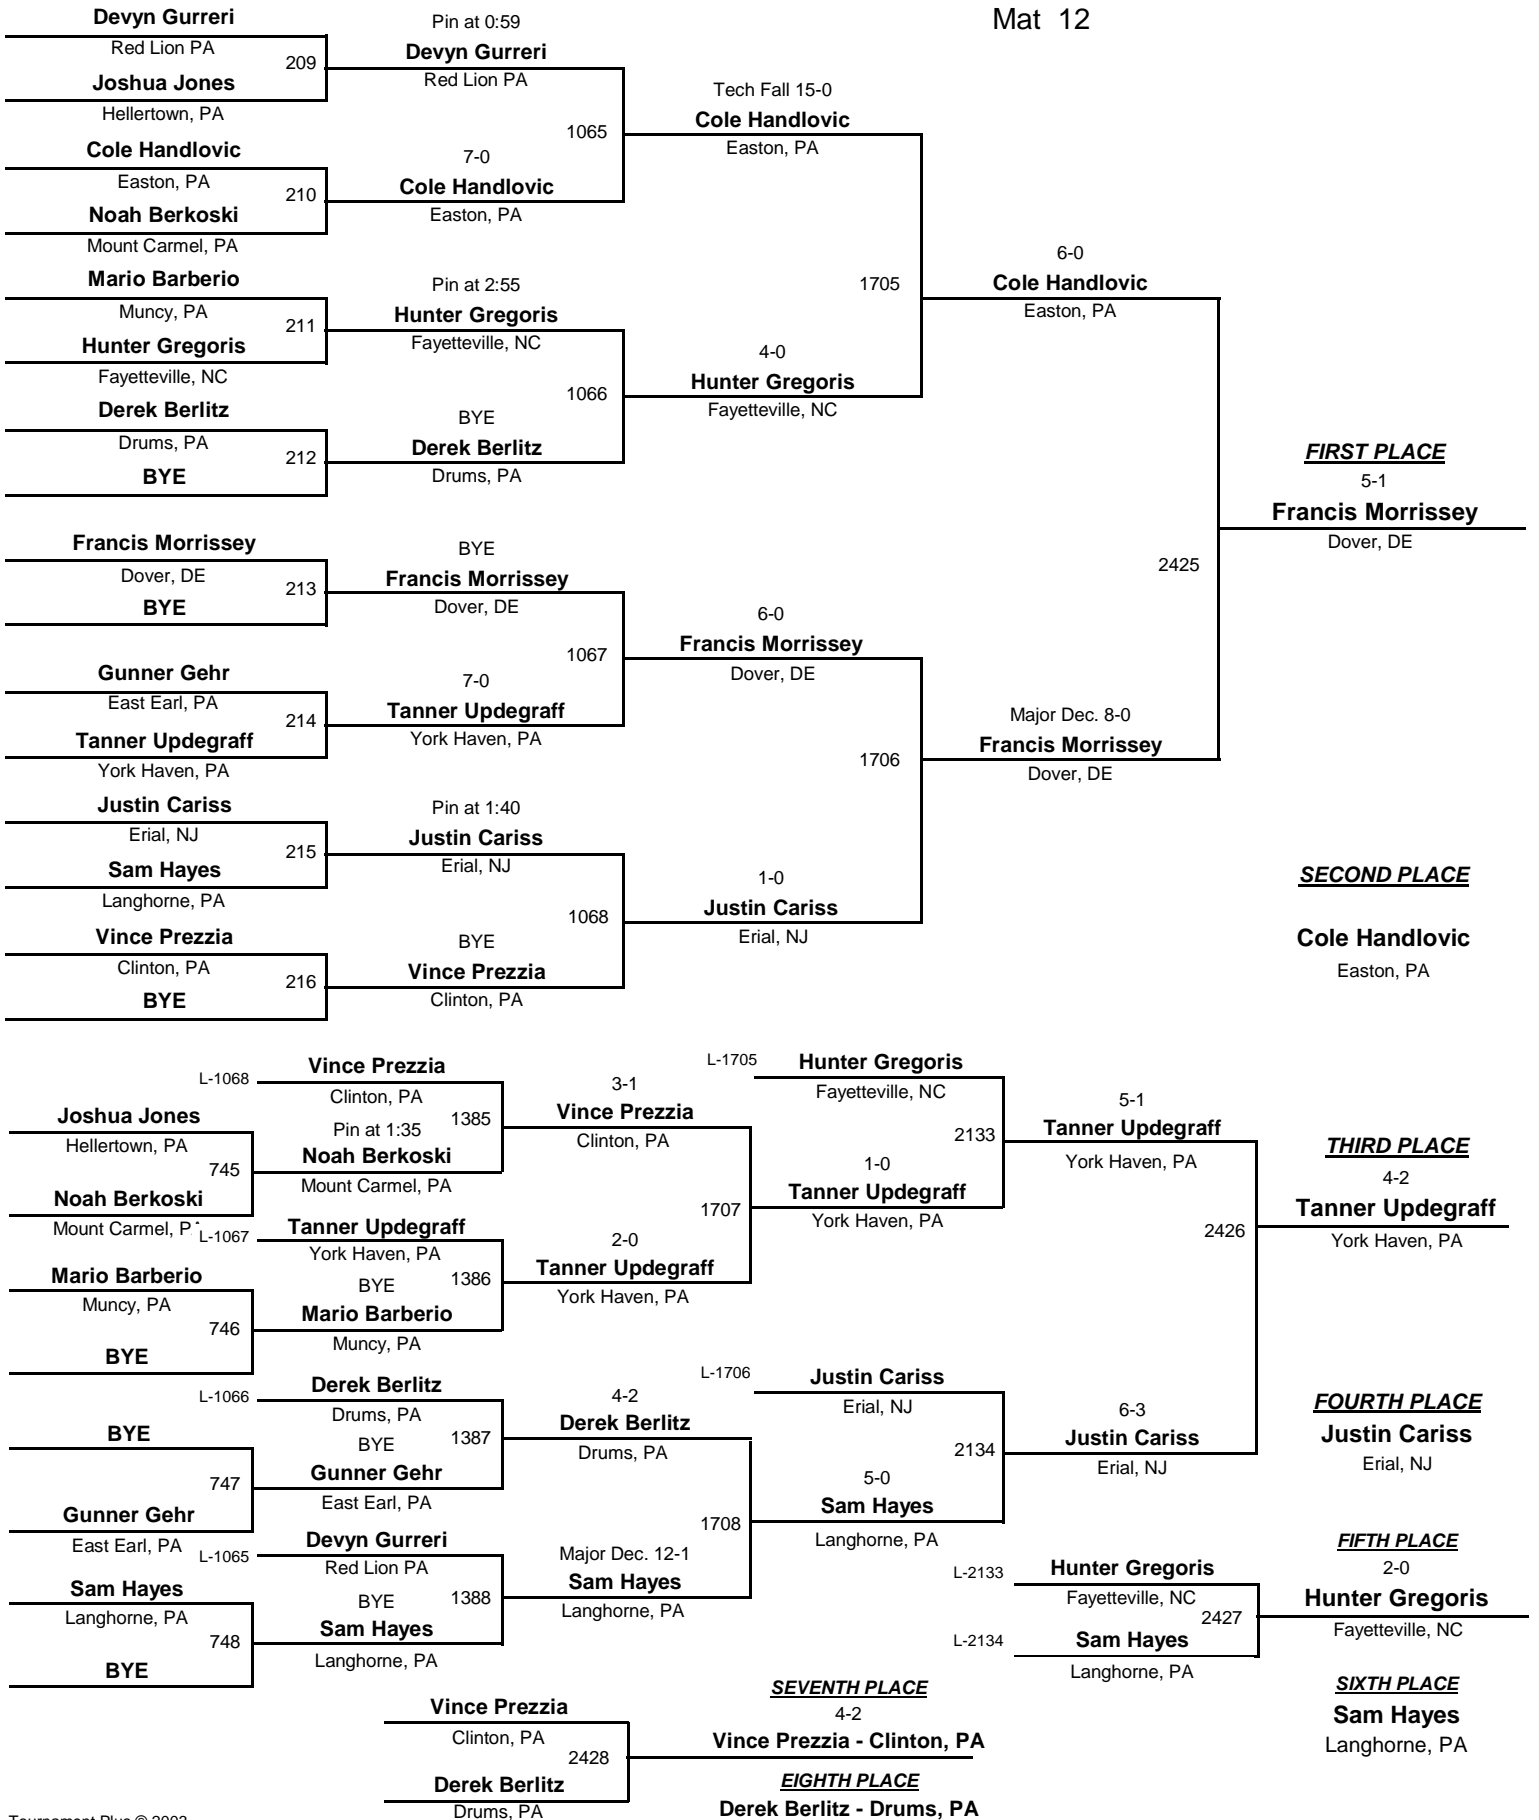 Mat 12
Devyn Gurreri
Red Lion PA
209
Joshua Jones
Hellertown, PA
Cole Handlovic
Easton, PA
210
Noah Berkoski
Mount Carmel, PA
Mario Barberio
Muncy, PA
211
Hunter Gregoris
Fayetteville, NC
Derek Berlitz
Drums, PA
212
BYE
Francis Morrissey
Dover, DE
213
BYE
Gunner Gehr
East Earl, PA
214
Tanner Updegraff
York Haven, PA
Justin Cariss
Erial, NJ
215
Sam Hayes
Langhorne, PA
Vince Prezzia
Clinton, PA
216
BYE
Pin at 0:59
Devyn Gurreri
Red Lion PA
1065
7-0
Cole Handlovic
Easton, PA
Pin at 2:55
Hunter Gregoris
Fayetteville, NC
1066
BYE
Derek Berlitz
Drums, PA
BYE
Francis Morrissey
Dover, DE
1067
7-0
Tanner Updegraff
York Haven, PA
Pin at 1:40
Justin Cariss
Erial, NJ
1068
BYE
Vince Prezzia
Clinton, PA
Tech Fall 15-0
Cole Handlovic
Easton, PA
1705
4-0
Hunter Gregoris
Fayetteville, NC
6-0
Francis Morrissey
Dover, DE
1706
1-0
Justin Cariss
Erial, NJ
6-0
Cole Handlovic
Easton, PA
2425
Major Dec. 8-0
Francis Morrissey
Dover, DE
FIRST PLACE
5-1
Francis Morrissey
Dover, DE
SECOND PLACE
Cole Handlovic
Easton, PA
Joshua Jones
Hellertown, PA
745
Noah Berkoski
Mount Carmel,
Mario Barberio
Muncy, PA
746
BYE
BYE
747
Gunner Gehr
East Earl, PA
Sam Hayes
Langhorne, PA
748
BYE
L-1068
Vince Prezzia
Clinton, PA
1385
Pin at 1:35
Noah Berkoski
Mount Carmel, PA
L-1067
Tanner Updegraff
York Haven, PA
1386
BYE
Mario Barberio
Muncy, PA
L-1066
Derek Berlitz
Drums, PA
1387
BYE
Gunner Gehr
East Earl, PA
L-1065
Devyn Gurreri
Red Lion PA
1388
BYE
Sam Hayes
Langhorne, PA
3-1
Vince Prezzia
Clinton, PA
1707
2-0
Tanner Updegraff
York Haven, PA
4-2
Derek Berlitz
Drums, PA
1708
Major Dec. 12-1
Sam Hayes
Langhorne, PA
L-1705
Hunter Gregoris
Fayetteville, NC
2133
1-0
Tanner Updegraff
York Haven, PA
L-1706
Justin Cariss
Erial, NJ
2134
5-0
Sam Hayes
Langhorne, PA
5-1
Tanner Updegraff
York Haven, PA
2426
6-3
Justin Cariss
Erial, NJ
THIRD PLACE
4-2
Tanner Updegraff
York Haven, PA
FOURTH PLACE
Justin Cariss
Erial, NJ
L-2133
Hunter Gregoris
Fayetteville, NC
2427
L-2134
Sam Hayes
Langhorne, PA
FIFTH PLACE
2-0
Hunter Gregoris
Fayetteville, NC
SIXTH PLACE
Sam Hayes
Langhorne, PA
Vince Prezzia
Clinton, PA
2428
Derek Berlitz
Drums, PA
SEVENTH PLACE
4-2
Vince Prezzia - Clinton, PA
EIGHTH PLACE
Derek Berlitz - Drums, PA